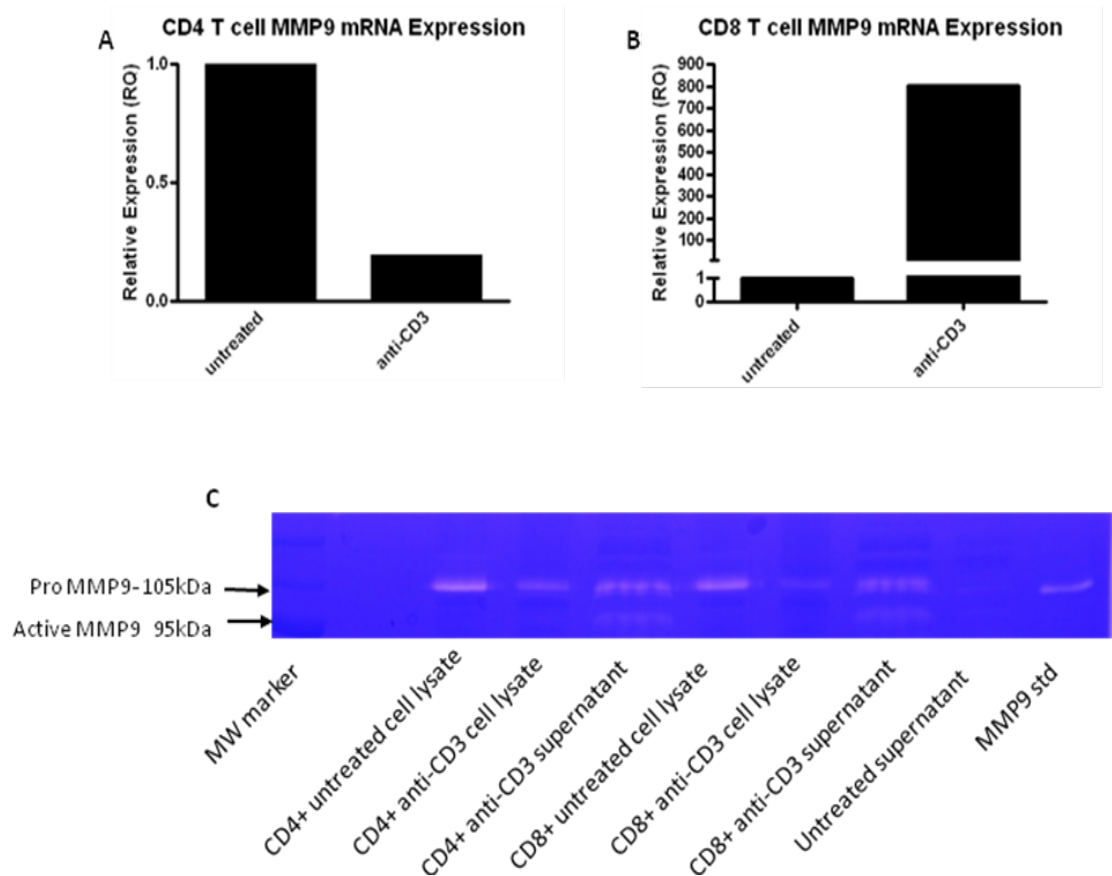 A
CD4 T cell MMP9 mRNA Expression
Relative Expression (RQ)
1.0
0.5
0.0
untreated
anti-CD3
B
CD8 T cell MMP9 mRNA Expression
Relative Expression (RQ)
900
800
700
600
500
400
300
200
100
1
0
untreated
anti-CD3
C
Pro MMP9-105kDa
Active MMP9 95kDa
MW marker
CD4+ untreated cell lysate
CD4+ anti-CD3 cell lysate
CD4+ anti-CD3 supernatant
CD8+ untreated cell lysate
CD8+ anti-CD3 cell lysate
CD8+ anti-CD3 supernatant
Untreated supernatant
MMP9 std